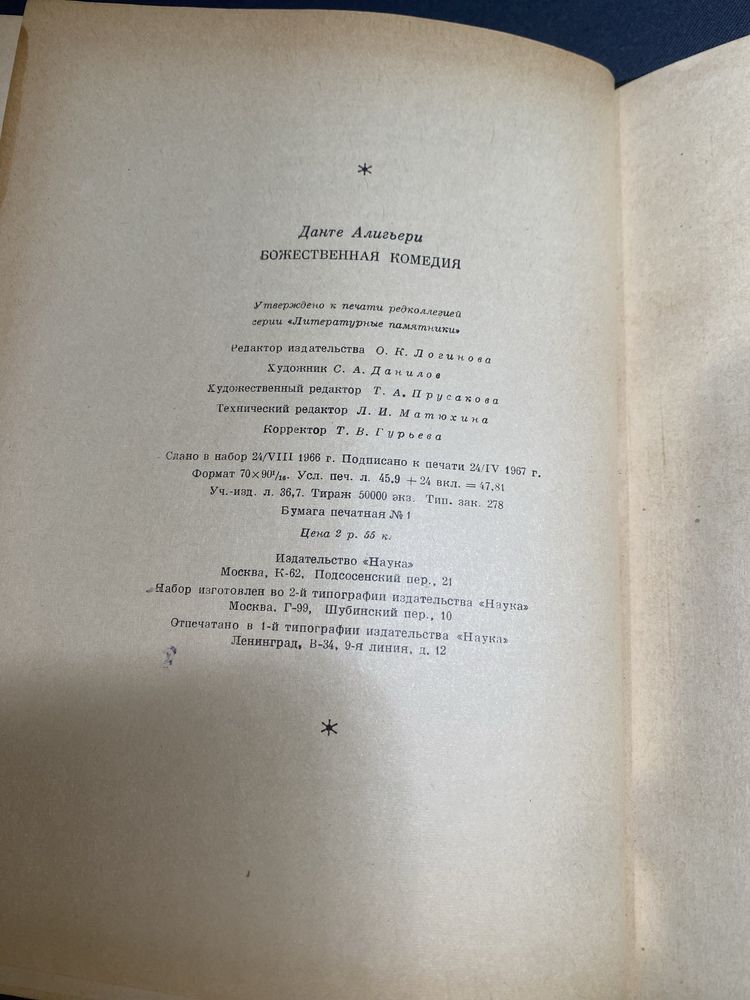 Данте Алигьери
БОЖЕСТВЕННАЯ КОМЕДИЯ
Утверждено к печати редколлегией
серии «Литературные памятники»
Редактор издательства О. К. Логинова
Художник С. А. Данилов
Художественный редактор Т. А. Прусакова
Технический редактор Л. И. Матюхина
Корректор Т. В. Гурьева
Сдано в набор 24/VIII 1966 г. Подписано к печати 24/IV 1967 г.
Формат 70×90¹/₁₆. Усл. печ. л. 45.9 + 24 вкл. = 47,81
Уч.-изд. л. 36,7. Тираж 50000 экз. Тип. зак. 278
Бумага печатная № 1
Цена 2 р. 55 к.
Издательство «Наука»
Москва, К-62, Подсосенский пер., 21
Набор изготовлен во 2-й типографии издательства «Наука»
Москва, Г-99, Шубинский пер., 10
Отпечатано в 1-й типографии издательства «Наука»
Ленинград, В-34, 9-я линия, д. 12